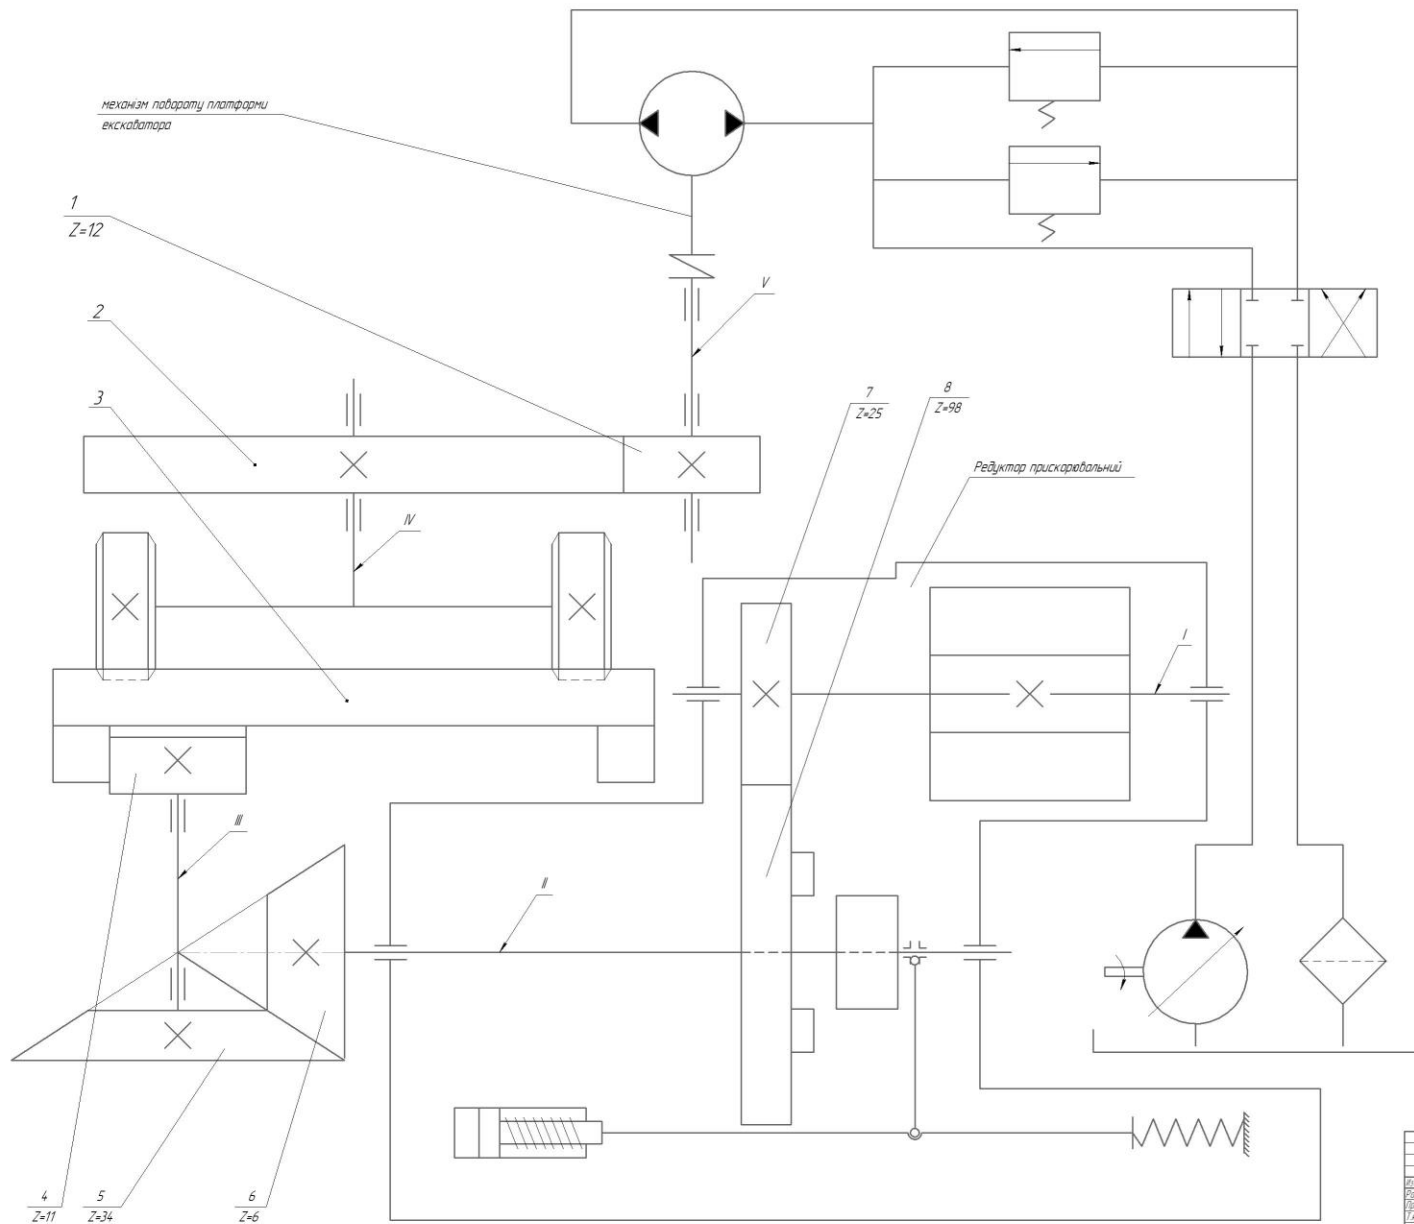 механізм повороту платформи
екскаватора
1
Z=12
V
2
3
7
Z=25
8
Z=98
Редуктор прискорювальний
IV
I
III
II
4
Z=11
5
Z=34
6
Z=6